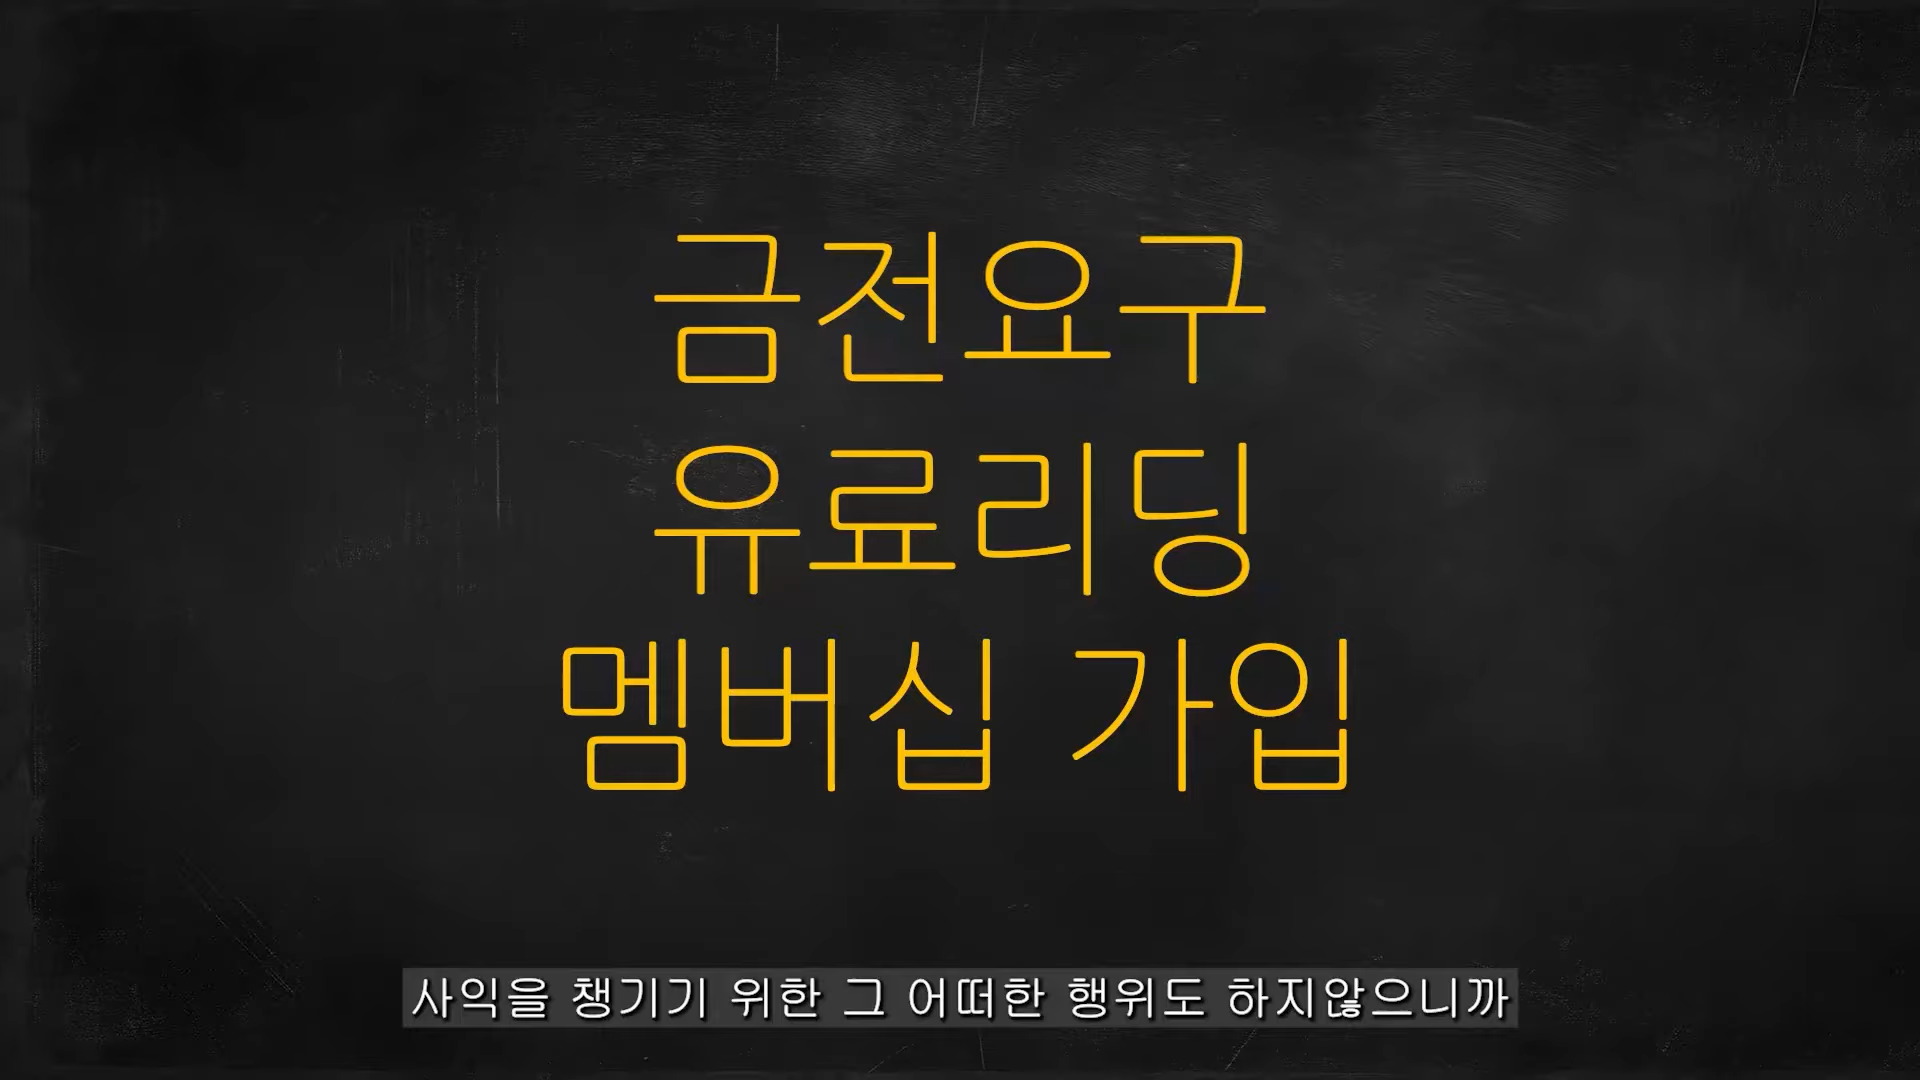 금전요구
유료리딩
멤버십 가입
사익을 챙기기 위한 그 어떠한 행위도 하지않으니까